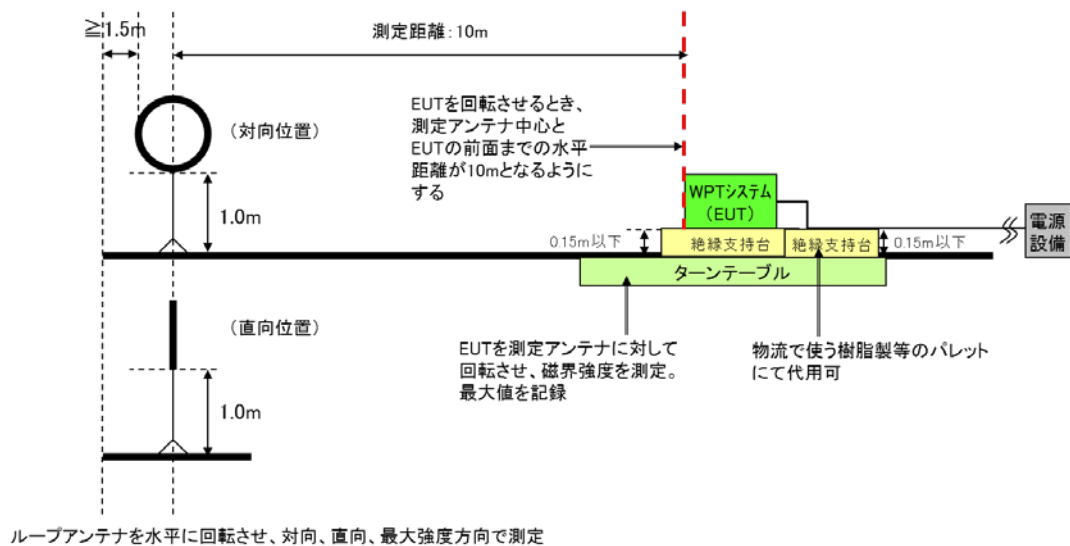 ≧1.5m
測定距離:10m
(対向位置)
EUTを回転させるとき、
測定アンテナ中心と
EUTの前面までの水平
距離が10mとなるように
する
1.0m
WPTシステム
(EUT)
電源
設備
0.15m以下
絶縁支持台
絶縁支持台
0.15m以下
ターンテーブル
(直向位置)
EUTを測定アンテナに対して
回転させ、磁界強度を測定。
最大値を記録
物流で使う樹脂製等のパレット
にて代用可
1.0m
ループアンテナを水平に回転させ、対向、直向、最大強度方向で測定